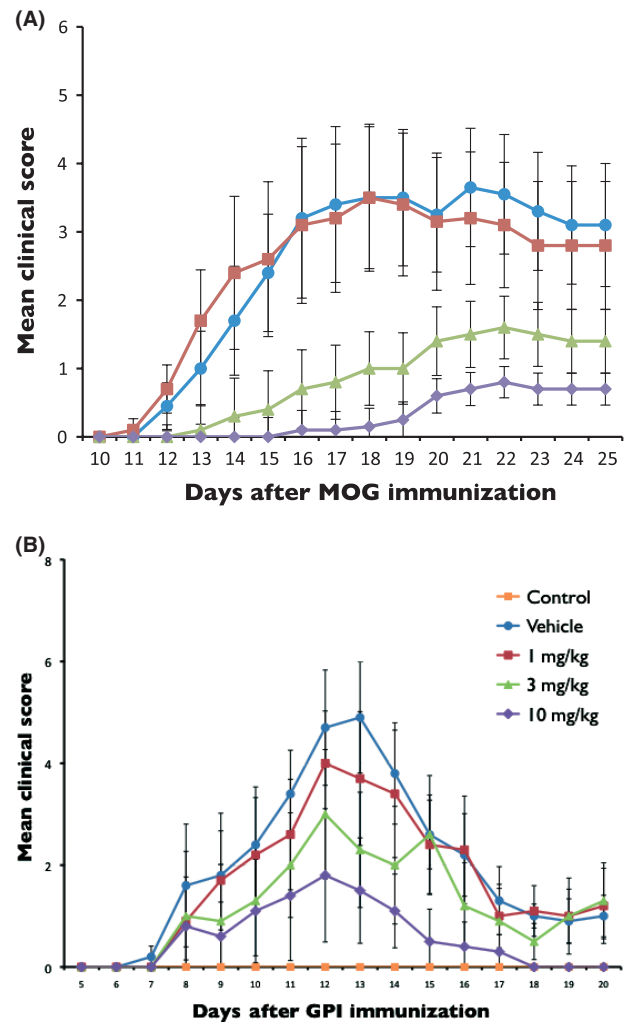 (A)
6
5
4
3
2
1
0
Mean clinical score
10 11 12 13 14 15 16 17 18 19 20 21 22 23 24 25
Days after MOG immunization
(B)
8
6
4
2
0
Mean clinical score
Control
Vehicle
1 mg/kg
3 mg/kg
10 mg/kg
5 6 7 8 9 10 11 12 13 14 15 16 17 18 19 20
Days after GPI immunization